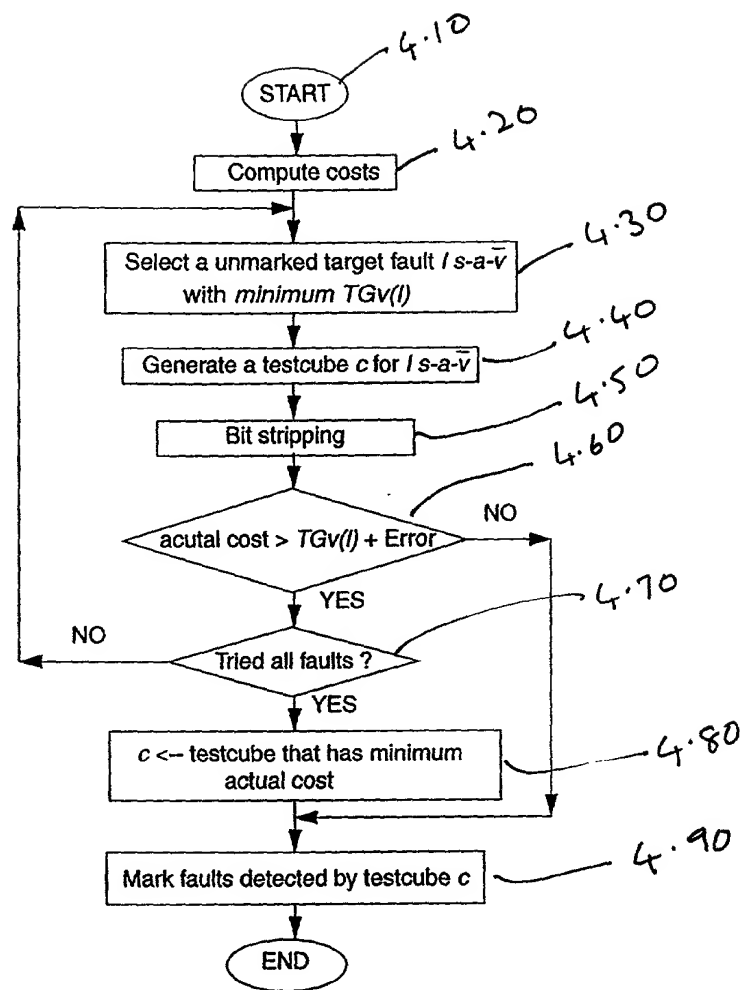 4.10
START
4.20
Compute costs
4.30
Select a unmarked target fault l s-a-v̅
with minimum TGv(l)
4.40
Generate a testcube c for l s-a-v̅
4.50
Bit stripping
4.60
acutal cost > TGv(l) + Error
NO
YES
4.70
NO
Tried all faults ?
YES
4.80
c <-- testcube that has minimum
actual cost
4.90
Mark faults detected by testcube c
END